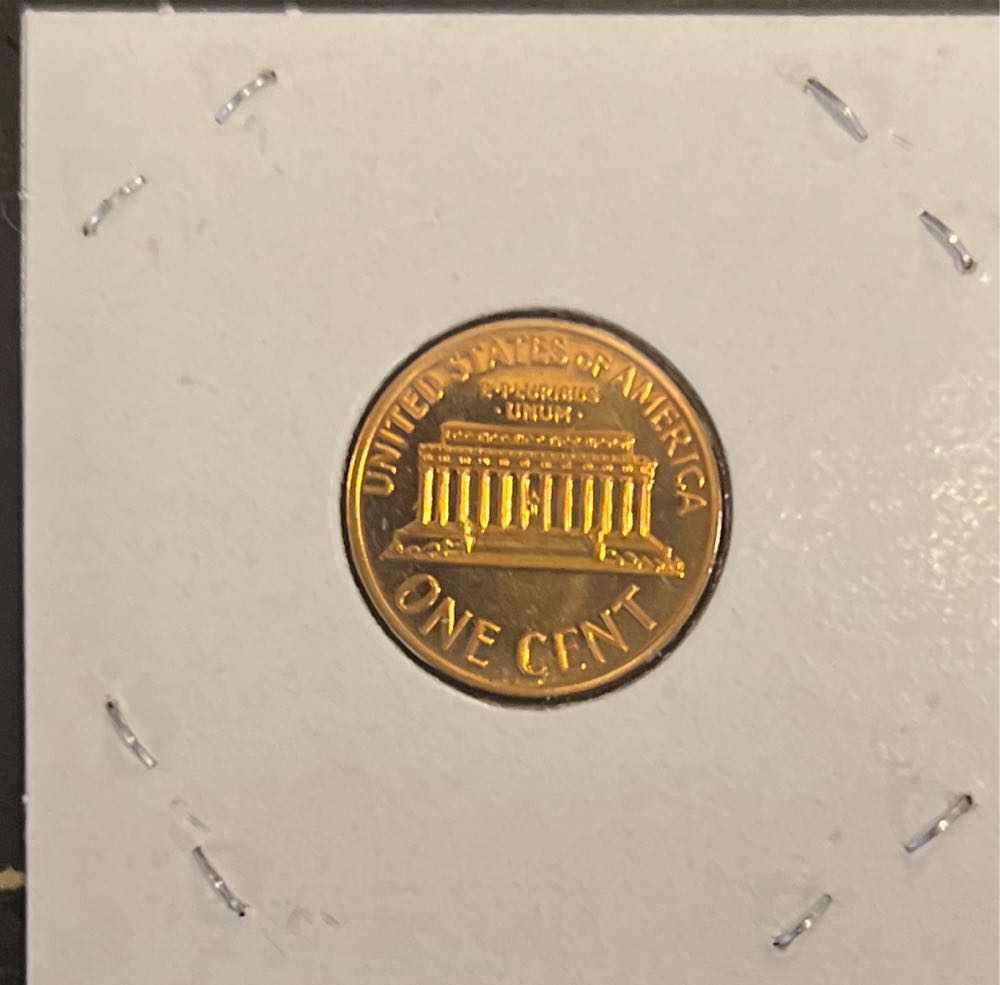 UNITED STATES OF AMERICA
E·PLURIBUS
·UNUM·
ONE CENT